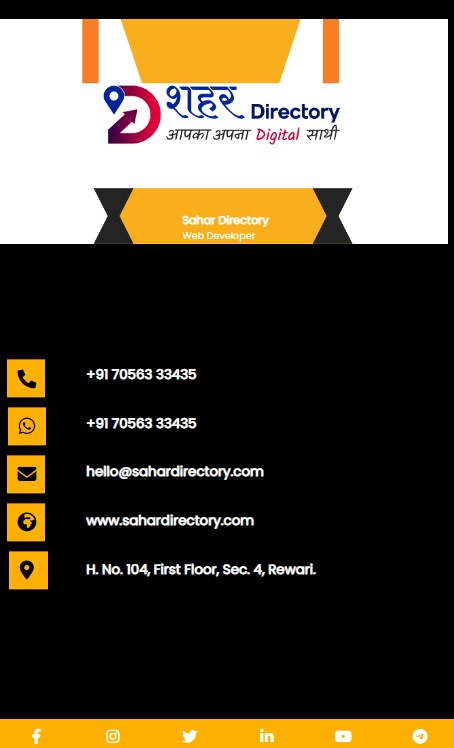 शहर Directory
आपका अपना Digital साथी
Sahar Directory
Web Developer
+91 70563 33435
+91 70563 33435
hello@sahardirectory.com
www.sahardirectory.com
H. No. 104, First Floor, Sec. 4, Rewari.